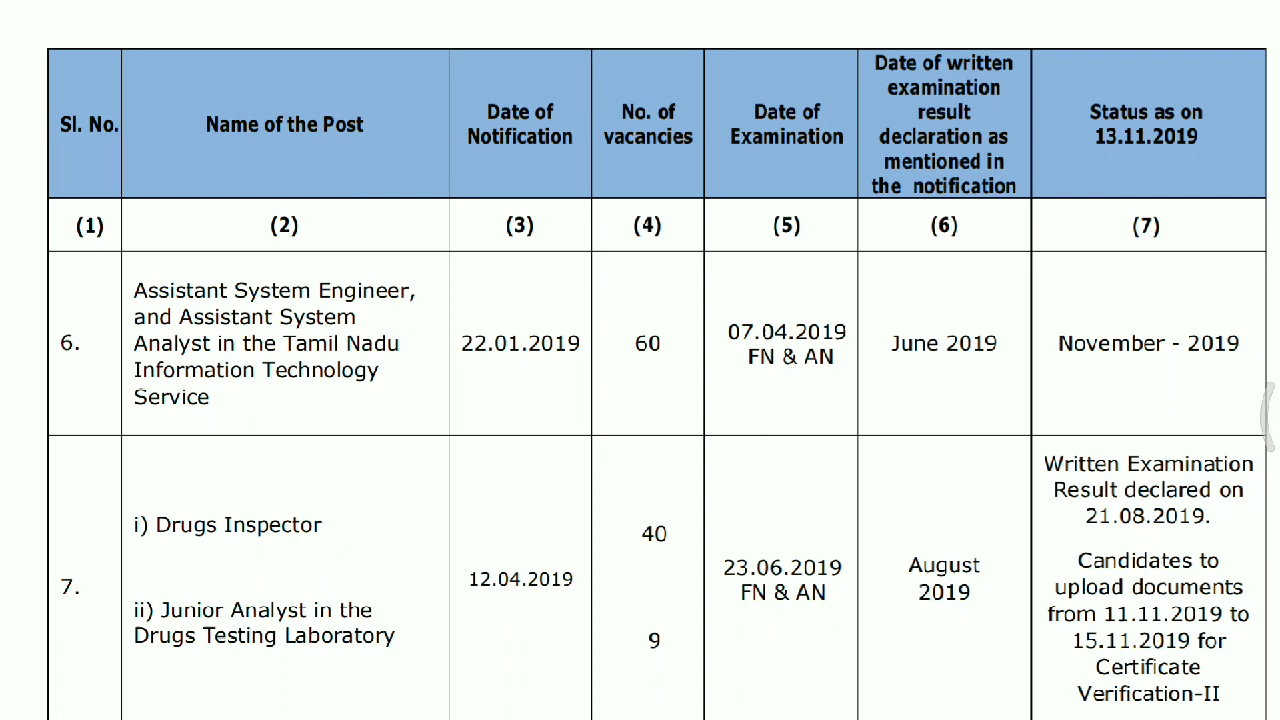 Sl. No.
Name of the Post
Date of
Notification
No. of
vacancies
Date of
Examination
Date of written
examination
result
declaration as
mentioned in
the notification
Status as on
13.11.2019
(1)
(2)
(3)
(4)
(5)
(6)
(7)
6.
Assistant System Engineer,
and Assistant System
Analyst in the Tamil Nadu
Information Technology
Service
22.01.2019
60
07.04.2019
FN & AN
June 2019
November - 2019
7.
i) Drugs Inspector
ii) Junior Analyst in the
Drugs Testing Laboratory
12.04.2019
40
9
23.06.2019
FN & AN
August
2019
Written Examination
Result declared on
21.08.2019.
Candidates to
upload documents
from 11.11.2019 to
15.11.2019 for
Certificate
Verification-II